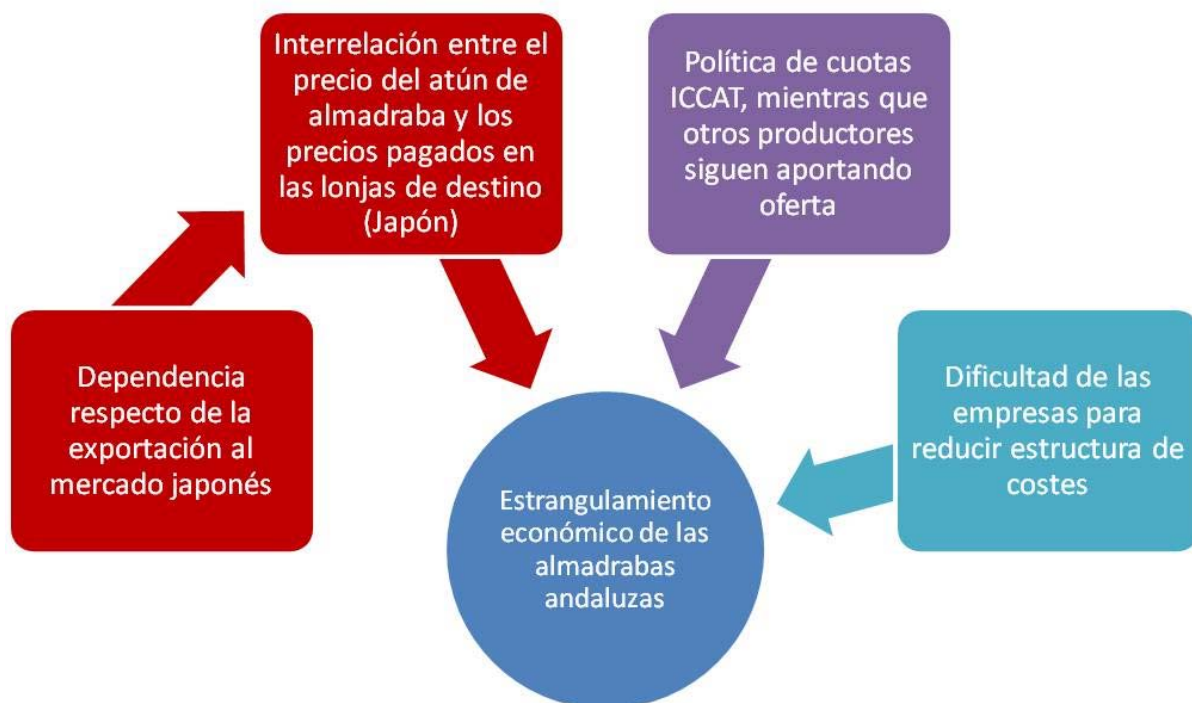 Interrelación entre el
precio del atún de
almadraba y los
precios pagados en
las lonjas de destino
(Japón)
Política de cuotas
ICCAT, mientras que
otros productores
siguen aportando
oferta
Dependencia
respecto de la
exportación al
mercado japonés
Dificultad de las
empresas para
reducir estructura de
costes
Estrangulamiento
económico de las
almadrabas
andaluzas